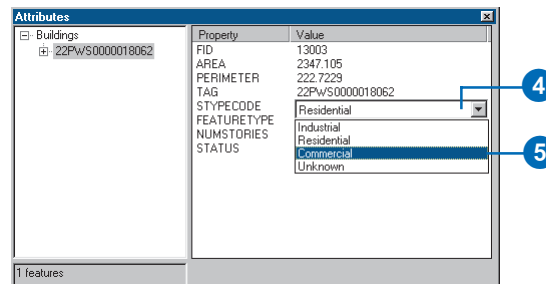 Attributes
Buildings
22PWS0000018062
Property Value
FID 13003
AREA 2347.105
PERIMETER 222.7229
TAG 22PWS0000018062
STYPECODE Residential
FEATURETYPE Industrial
NUMSTORIES Residential
STATUS Commercial
Unknown
4
5
1 features